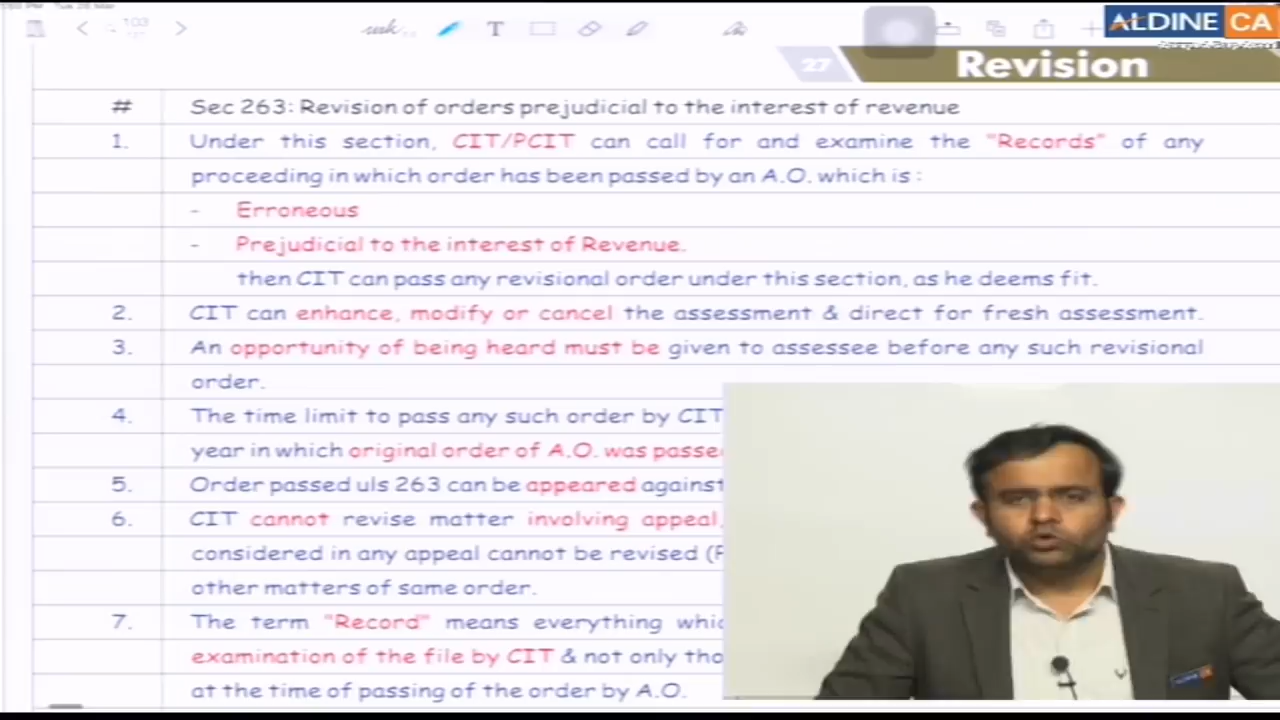 103
T
ALDINE CA
27 Revision
# Sec 263: Revision of orders prejudicial to the interest of revenue
1. Under this section, CIT/PCIT can call for and examine the "Records" of any
proceeding in which order has been passed by an A.O. which is :
- Erroneous
- Prejudicial to the interest of Revenue.
then CIT can pass any revisional order under this section, as he deems fit.
2. CIT can enhance, modify or cancel the assessment & direct for fresh assessment.
3. An opportunity of being heard must be given to assessee before any such revisional
order.
4. The time limit to pass any such order by CIT
year in which original order of A.O. was passe
5. Order passed uls 263 can be appeared against
6. CIT cannot revise matter involving appeal,
considered in any appeal cannot be revised (
other matters of same order.
7. The term "Record" means everything whic
examination of the file by CIT & not only tho
at the time of passing of the order by A.O.